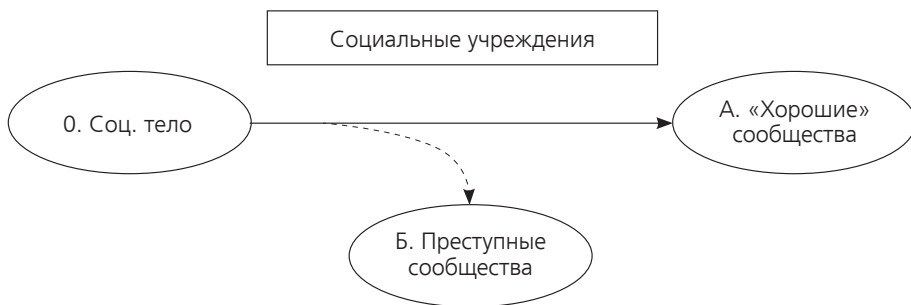 Социальные учреждения
0. Соц. тело
А. «Хорошие»
сообщества
Б. Преступные
сообщества